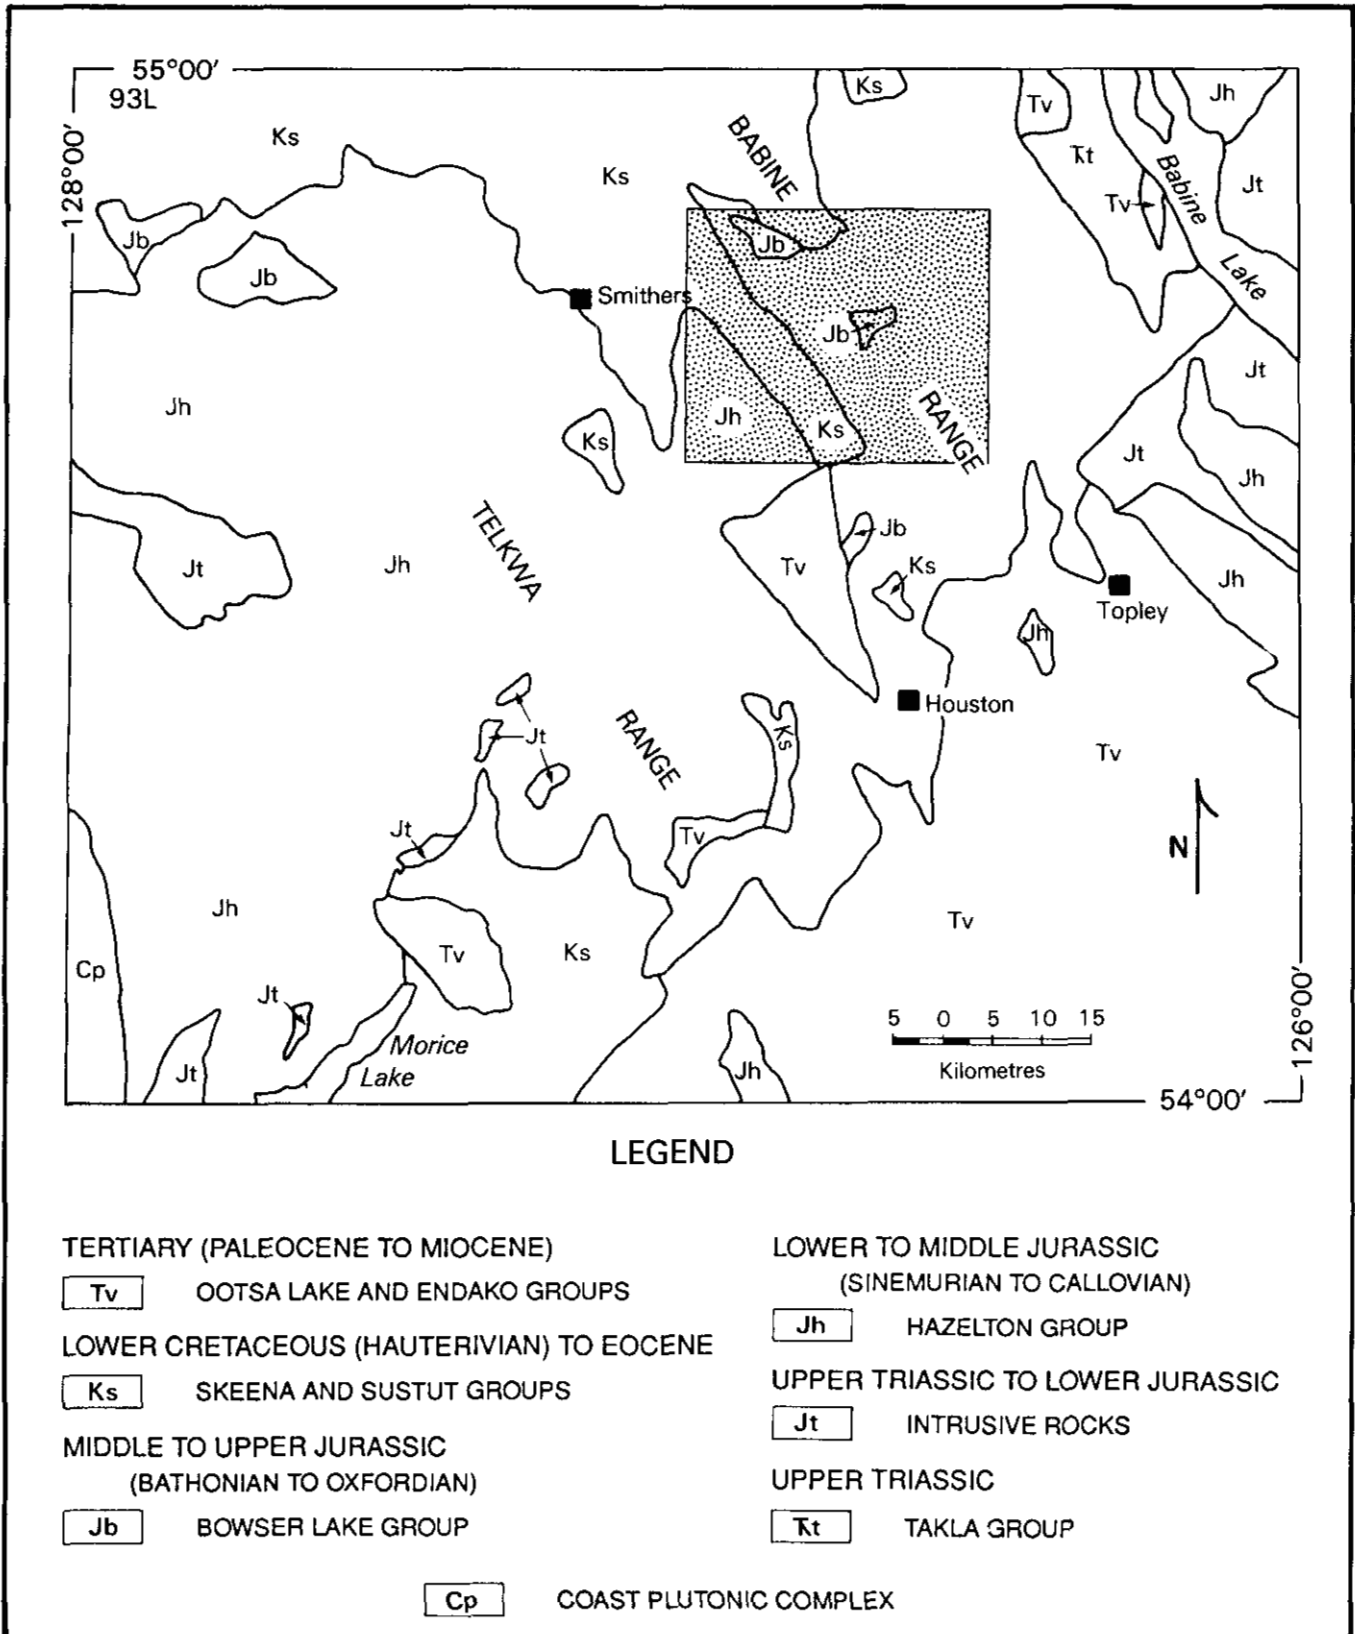 55°00′
93L
128°00′
Ks
Ks
Ks
BABINE
Tv
Jh
Ƭt
Babine
Lake
Jt
Tv
Jb
Jb
Jb
Smithers
Jb
Jh
Jh
Ks
Ks
RANGE
Jt
Jt
Jh
TELKWA
Jt
Jh
Tv
Jb
Ks
Topley
Jh
Jh
Houston
Jt
RANGE
Ks
Tv
Jt
Tv
N
Jh
Tv
Ks
Tv
Cp
Jt
Morice
Lake
Jt
Jh
5 0 5 10 15
Kilometres
126°00′
54°00′
LEGEND
TERTIARY (PALEOCENE TO MIOCENE)
Tv OOTSA LAKE AND ENDAKO GROUPS
LOWER CRETACEOUS (HAUTERIVIAN) TO EOCENE
Ks SKEENA AND SUSTUT GROUPS
MIDDLE TO UPPER JURASSIC
(BATHONIAN TO OXFORDIAN)
Jb BOWSER LAKE GROUP
LOWER TO MIDDLE JURASSIC
(SINEMURIAN TO CALLOVIAN)
Jh HAZELTON GROUP
UPPER TRIASSIC TO LOWER JURASSIC
Jt INTRUSIVE ROCKS
UPPER TRIASSIC
Ƭt TAKLA GROUP
Cp COAST PLUTONIC COMPLEX